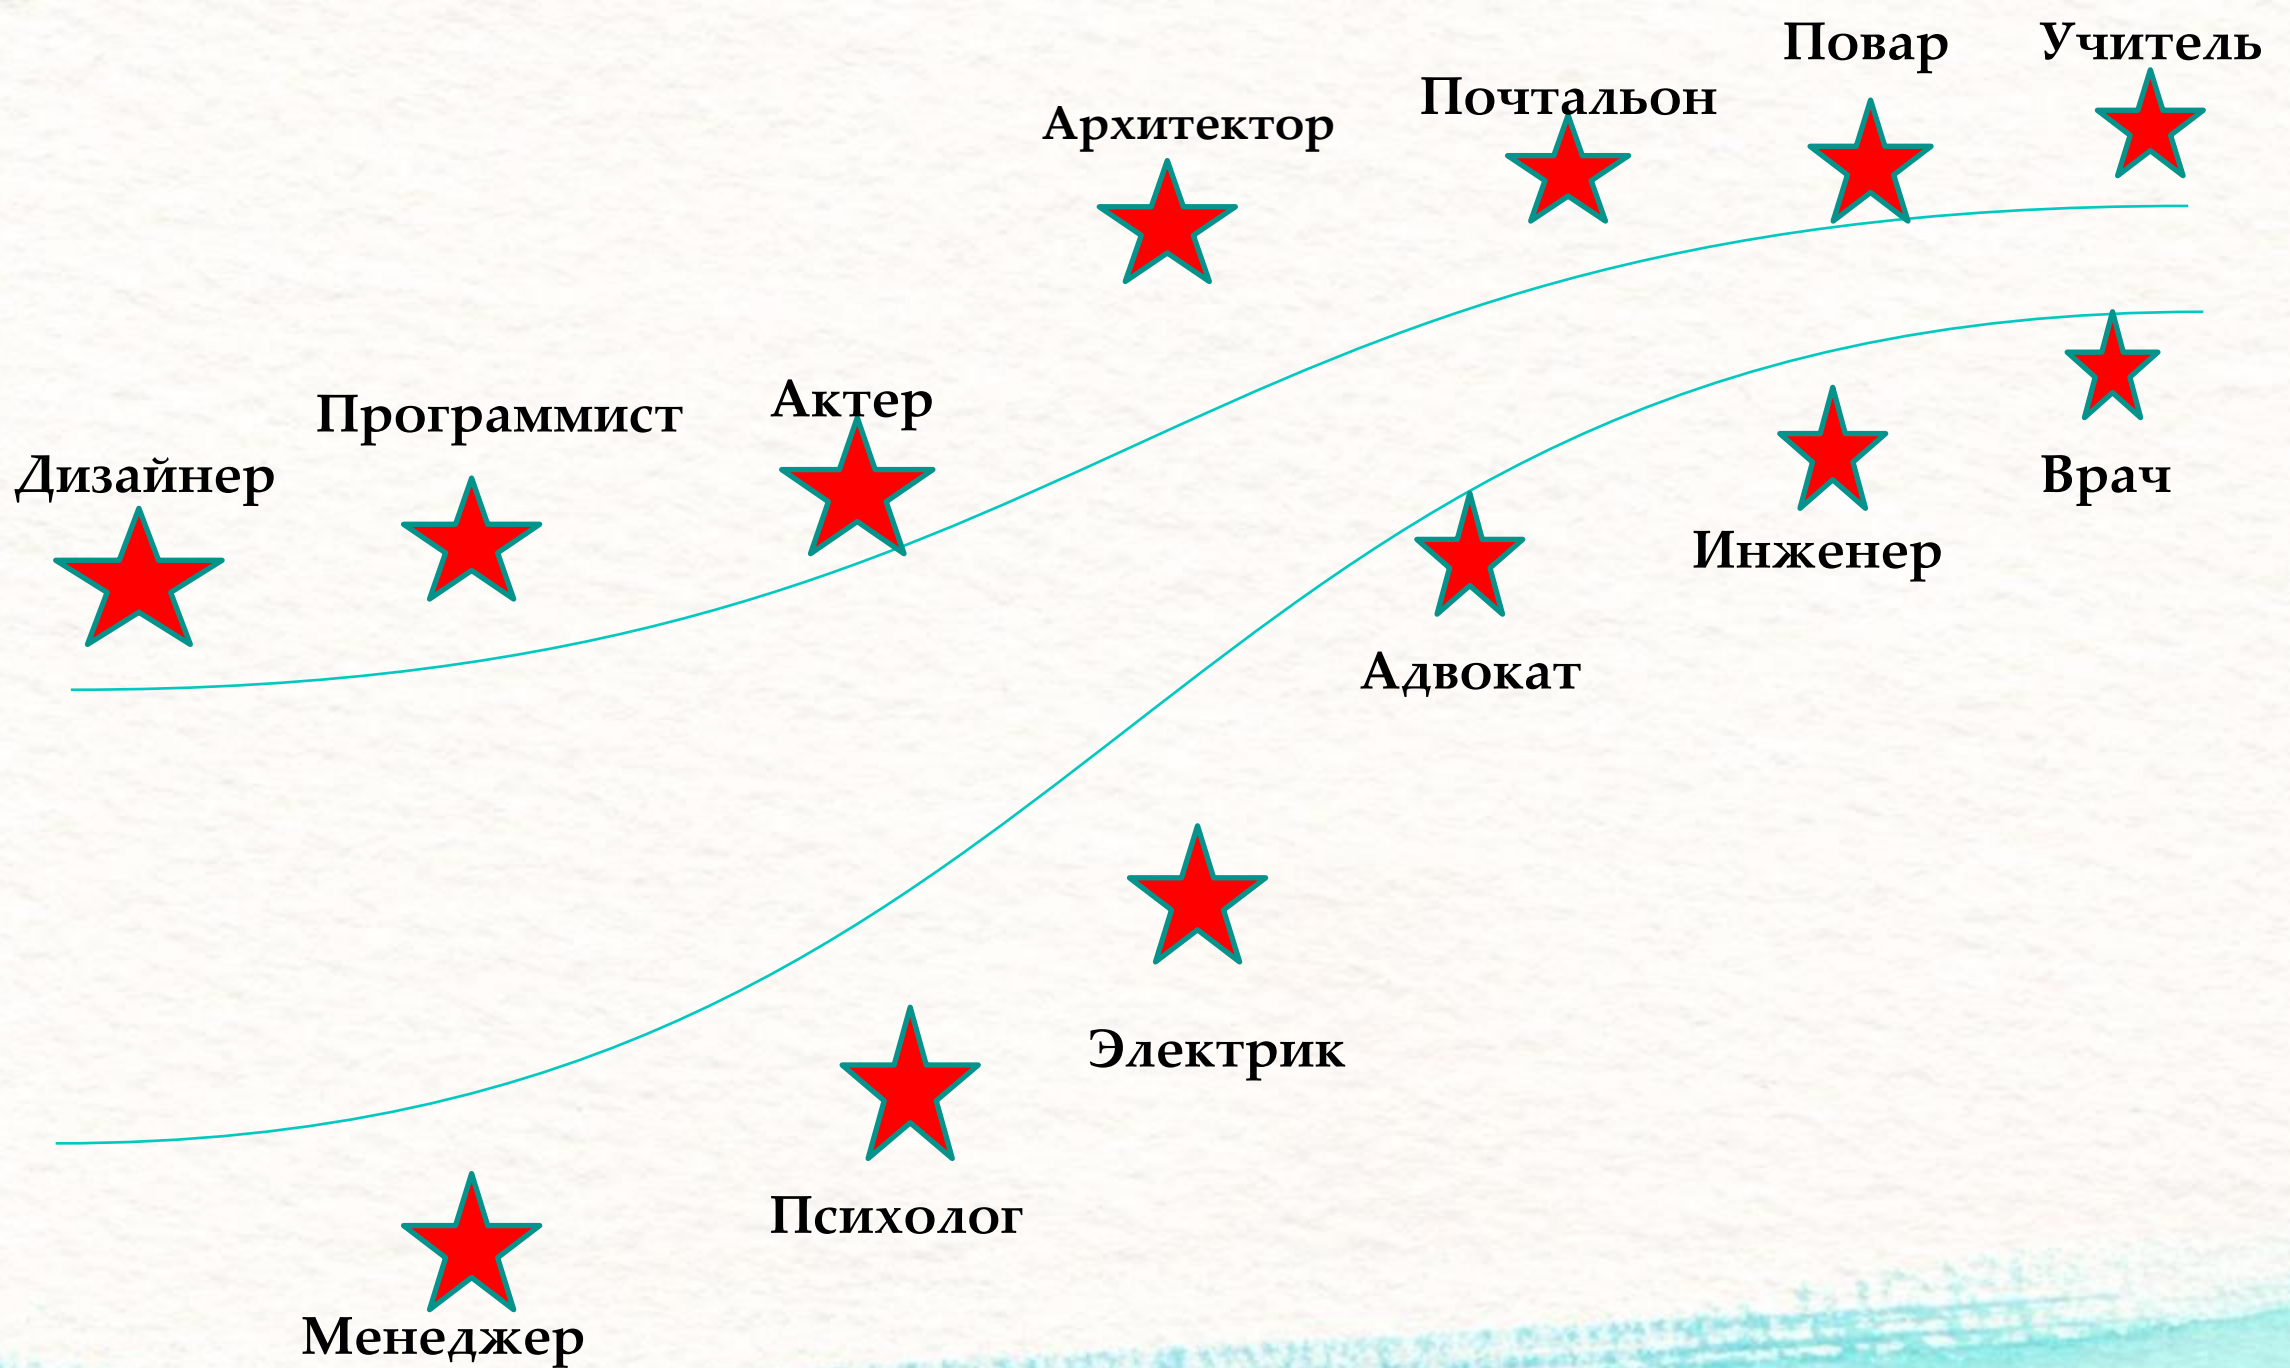 Повар
Учитель
Почтальон
Архитектор
Актер
Программист
Дизайнер
Врач
Инженер
Адвокат
Электрик
Психолог
Менеджер